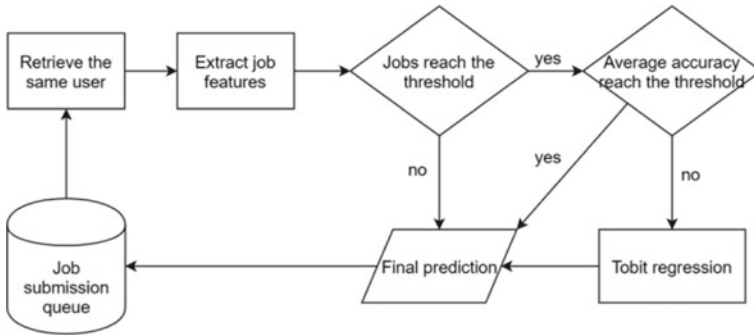 Retrieve the
same user
Extract job
features
Jobs reach the
threshold
yes
Average accuracy
reach the threshold
no
yes
no
Job
submission
queue
Final prediction
Tobit regression